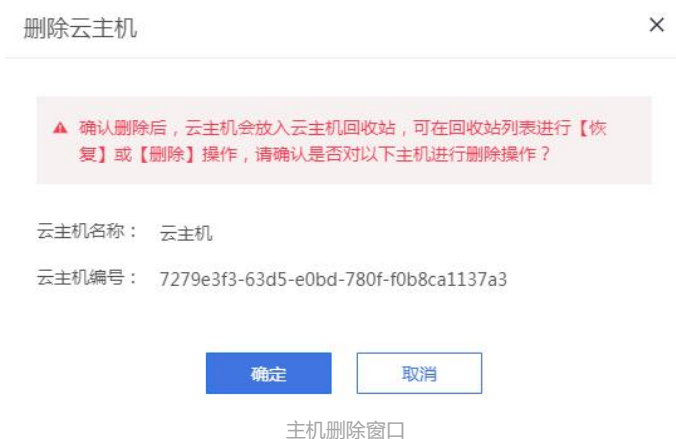 删除云主机
确认删除后，云主机会放入云主机回收站，可在回收站列表进行【恢
复】或【删除】操作，请确认是否对以下主机进行删除操作？
云主机名称： 云主机
云主机编号： 7279e3f3-63d5-e0bd-780f-f0b8ca1137a3
确定 取消
主机删除窗口